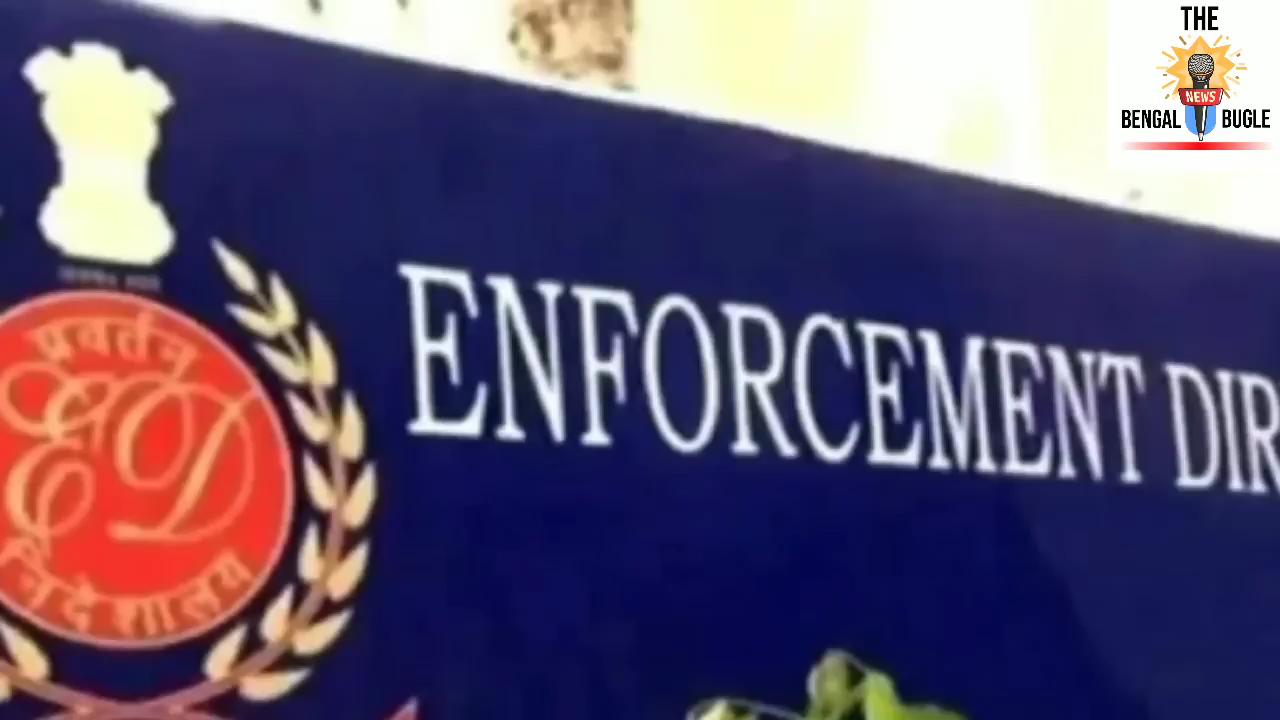 THE
NEWS
BENGAL BUGLE
ENFORCEMENT DIR
प्रवर्तन
ED
निदेशालय